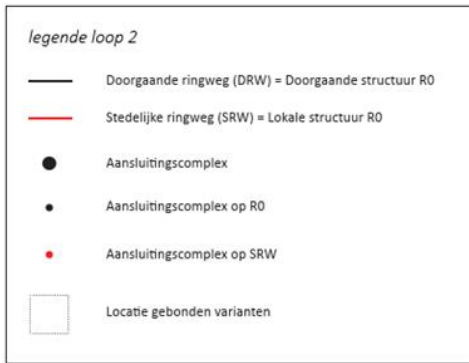 legende loop 2
Doorgaande ringweg (DRW) = Doorgaande structuur R0
Stedelijke ringweg (SRW) = Lokale structuur R0
Aansluitingscomplex
Aansluitingscomplex op R0
Aansluitingscomplex op SRW
Locatie gebonden varianten